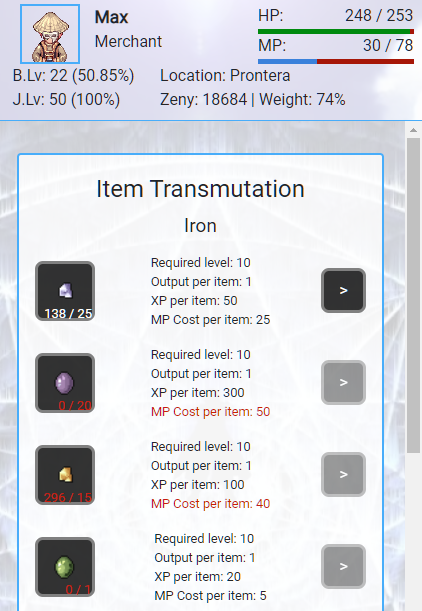 Max
Merchant
HP: 248 / 253
MP: 30 / 78
B.Lv: 22 (50.85%) Location: Prontera
J.Lv: 50 (100%) Zeny: 18684 | Weight: 74%
Item Transmutation
Iron
Required level: 10
Output per item: 1
XP per item: 50
MP Cost per item: 25
138 / 25
>
Required level: 10
Output per item: 1
XP per item: 300
MP Cost per item: 50
0 / 20
>
Required level: 10
Output per item: 1
XP per item: 100
MP Cost per item: 40
296 / 15
>
Required level: 10
Output per item: 1
XP per item: 20
MP Cost per item: 5
0 / 1
>